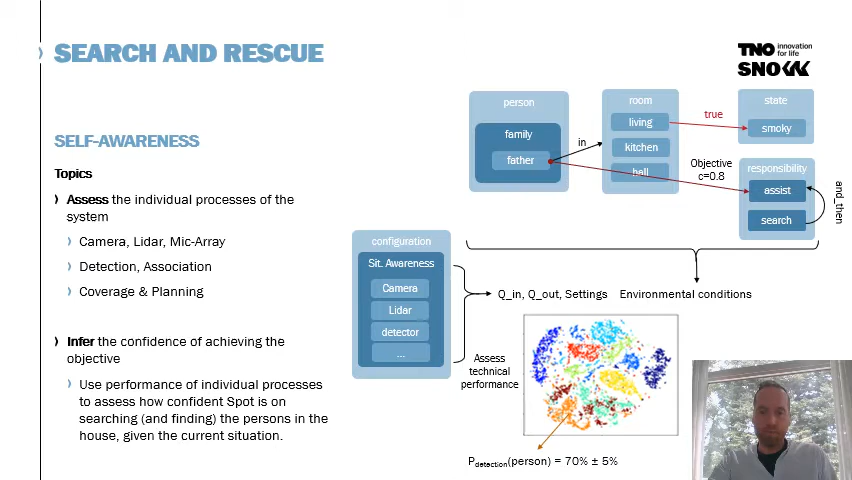 SEARCH AND RESCUE
TNO innovation for life
SNOW
SELF-AWARENESS
Topics
Assess the individual processes of the
system
Camera, Lidar, Mic-Array
Detection, Association
Coverage & Planning
Infer the confidence of achieving the
objective
Use performance of individual processes
to assess how confident Spot is on
searching (and finding) the persons in the
house, given the current situation.
person
family
father
in
room
living
kitchen
hall
true
state
smoky
Objective
c=0.8
responsibility
assist
search
and_then
configuration
Sit. Awareness
Camera
Lidar
detector
...
Q_in, Q_out, Settings
Environmental conditions
Assess
technical
performance
Pdetection(person) = 70% ± 5%